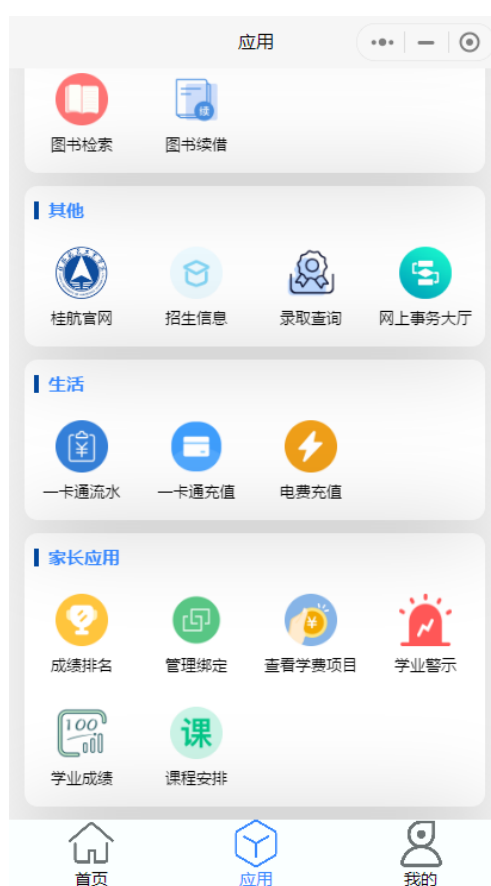 应用
图书检索
图书续借
续
其他
桂航官网
招生信息
录取查询
网上事务大厅
生活
一卡通流水
一卡通充值
电费充值
家长应用
成绩排名
管理绑定
查看学费项目
学业警示
100
课
学业成绩
课程安排
首页
应用
我的